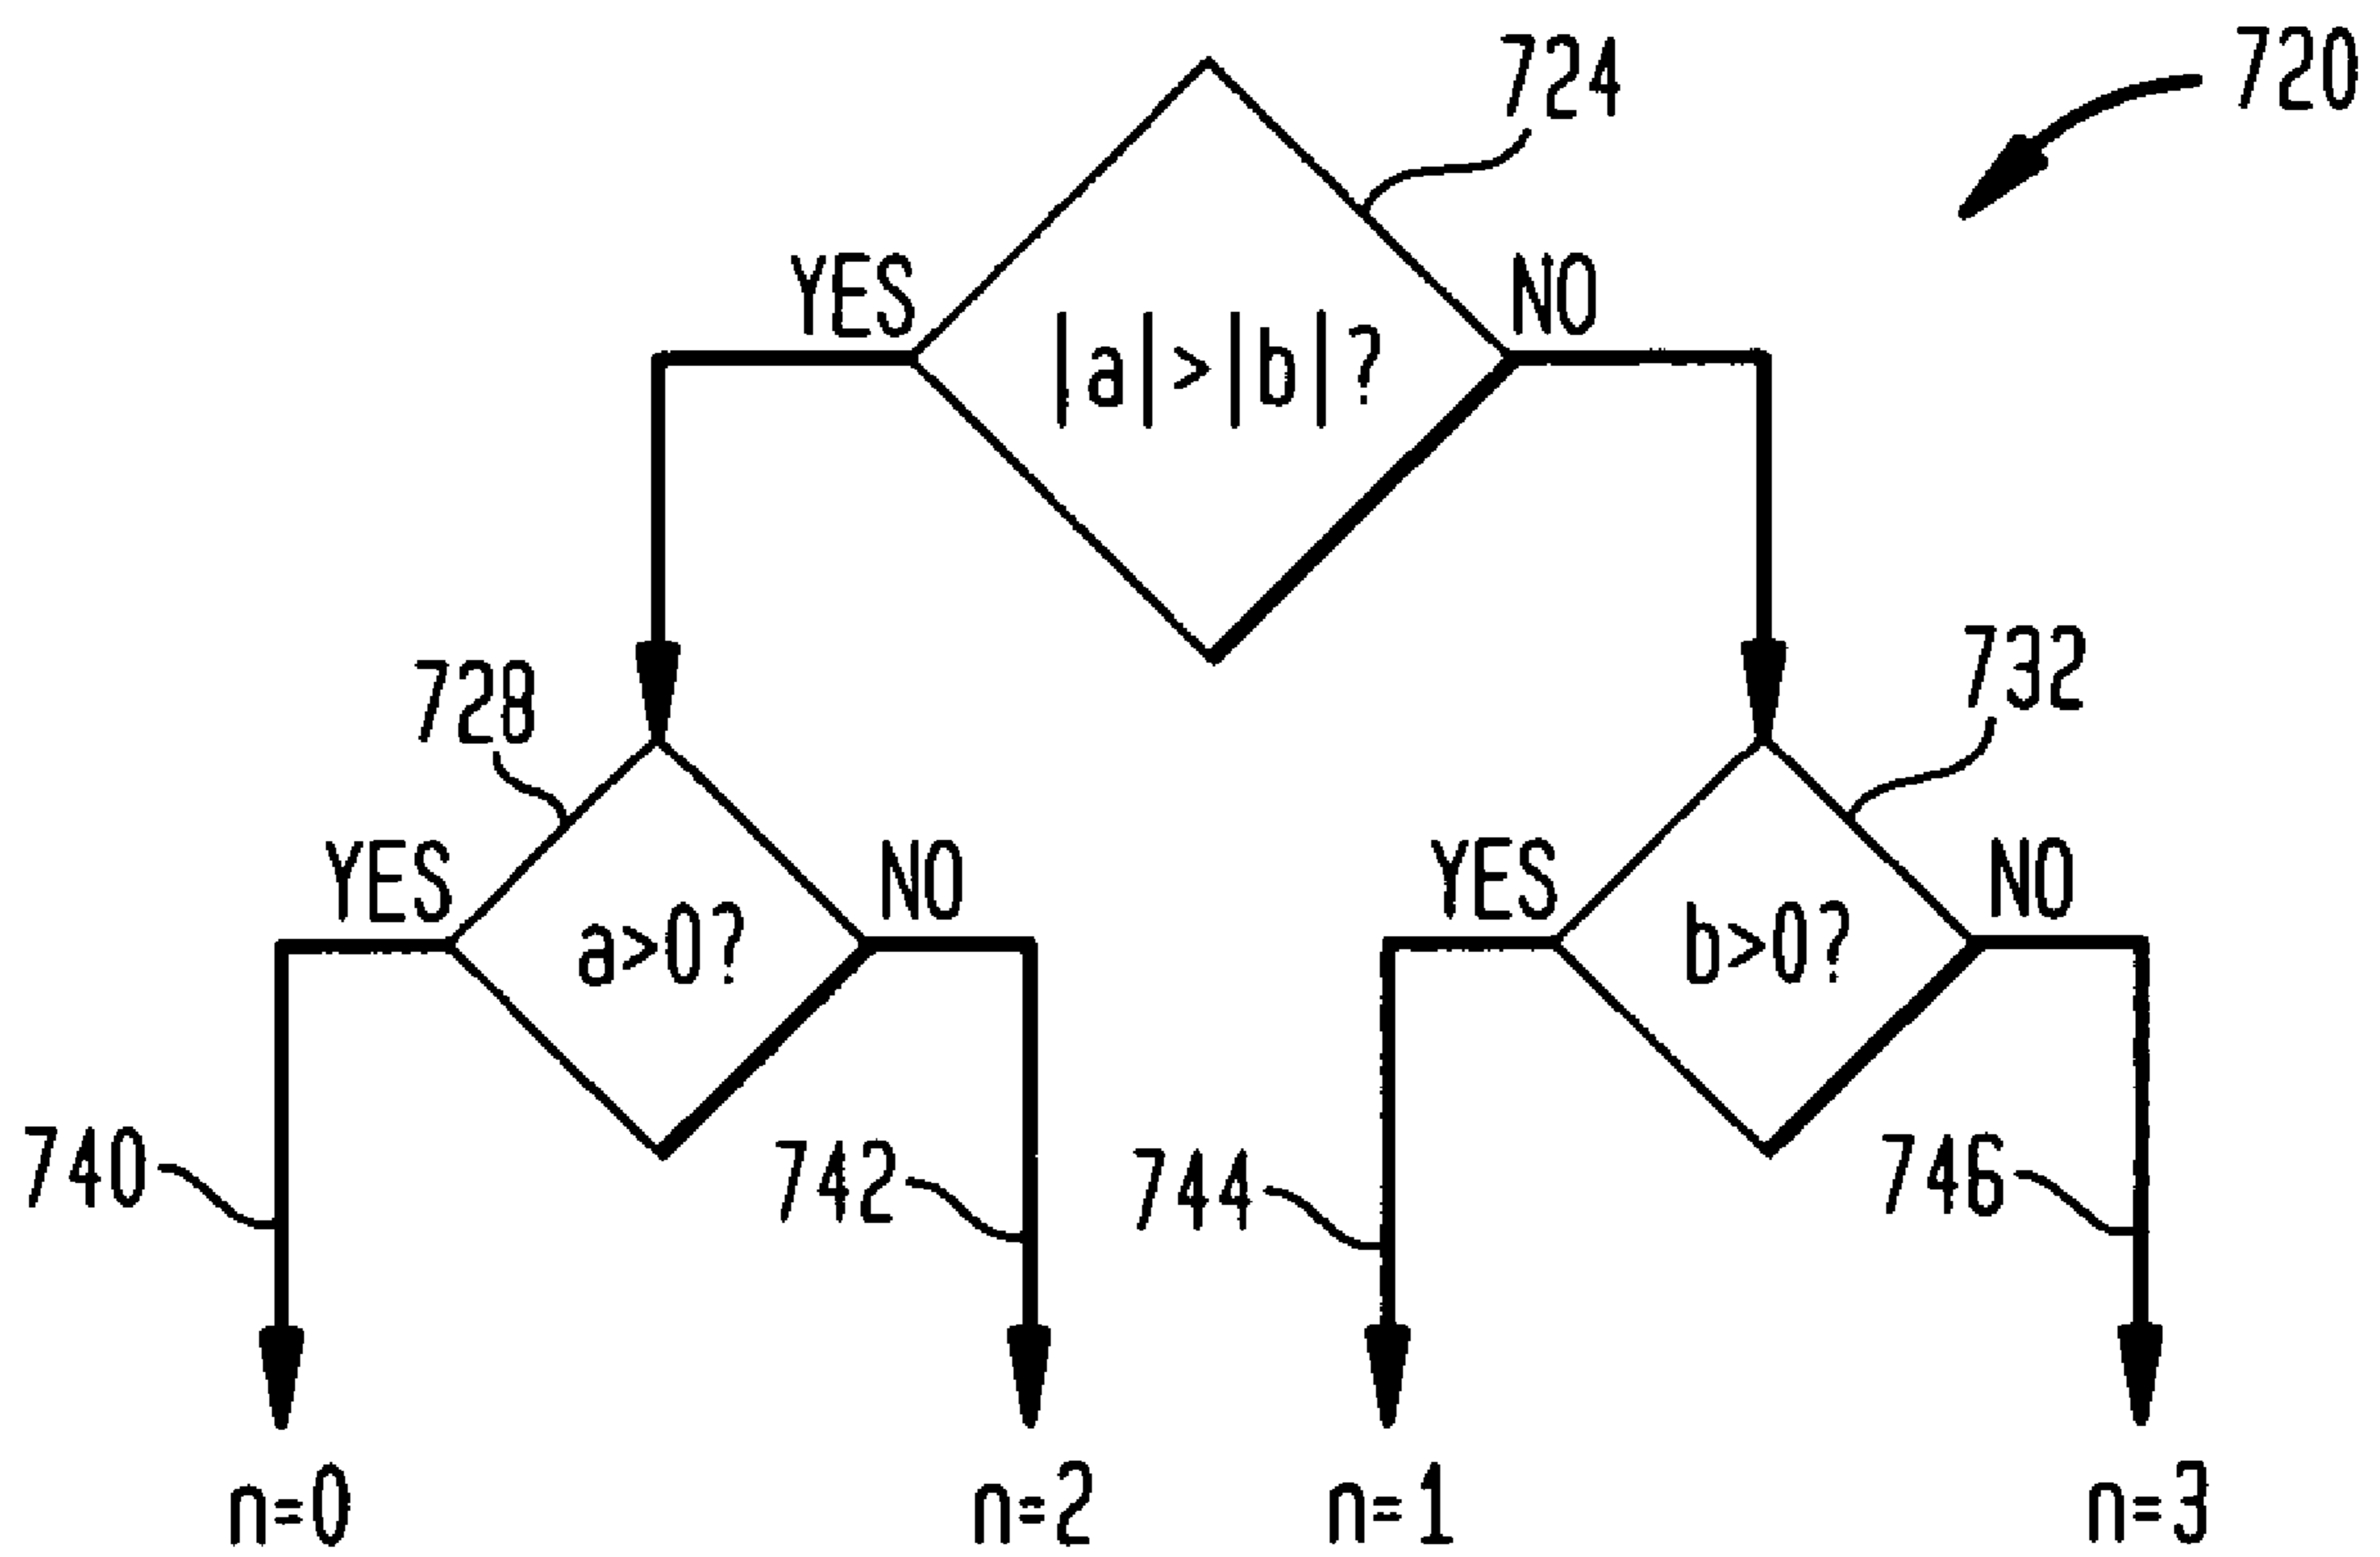 720
724
YES
NO
|a|>|b|?
728
732
YES
NO
YES
NO
a>0?
b>0?
740
742
744
746
n=0
n=2
n=1
n=3